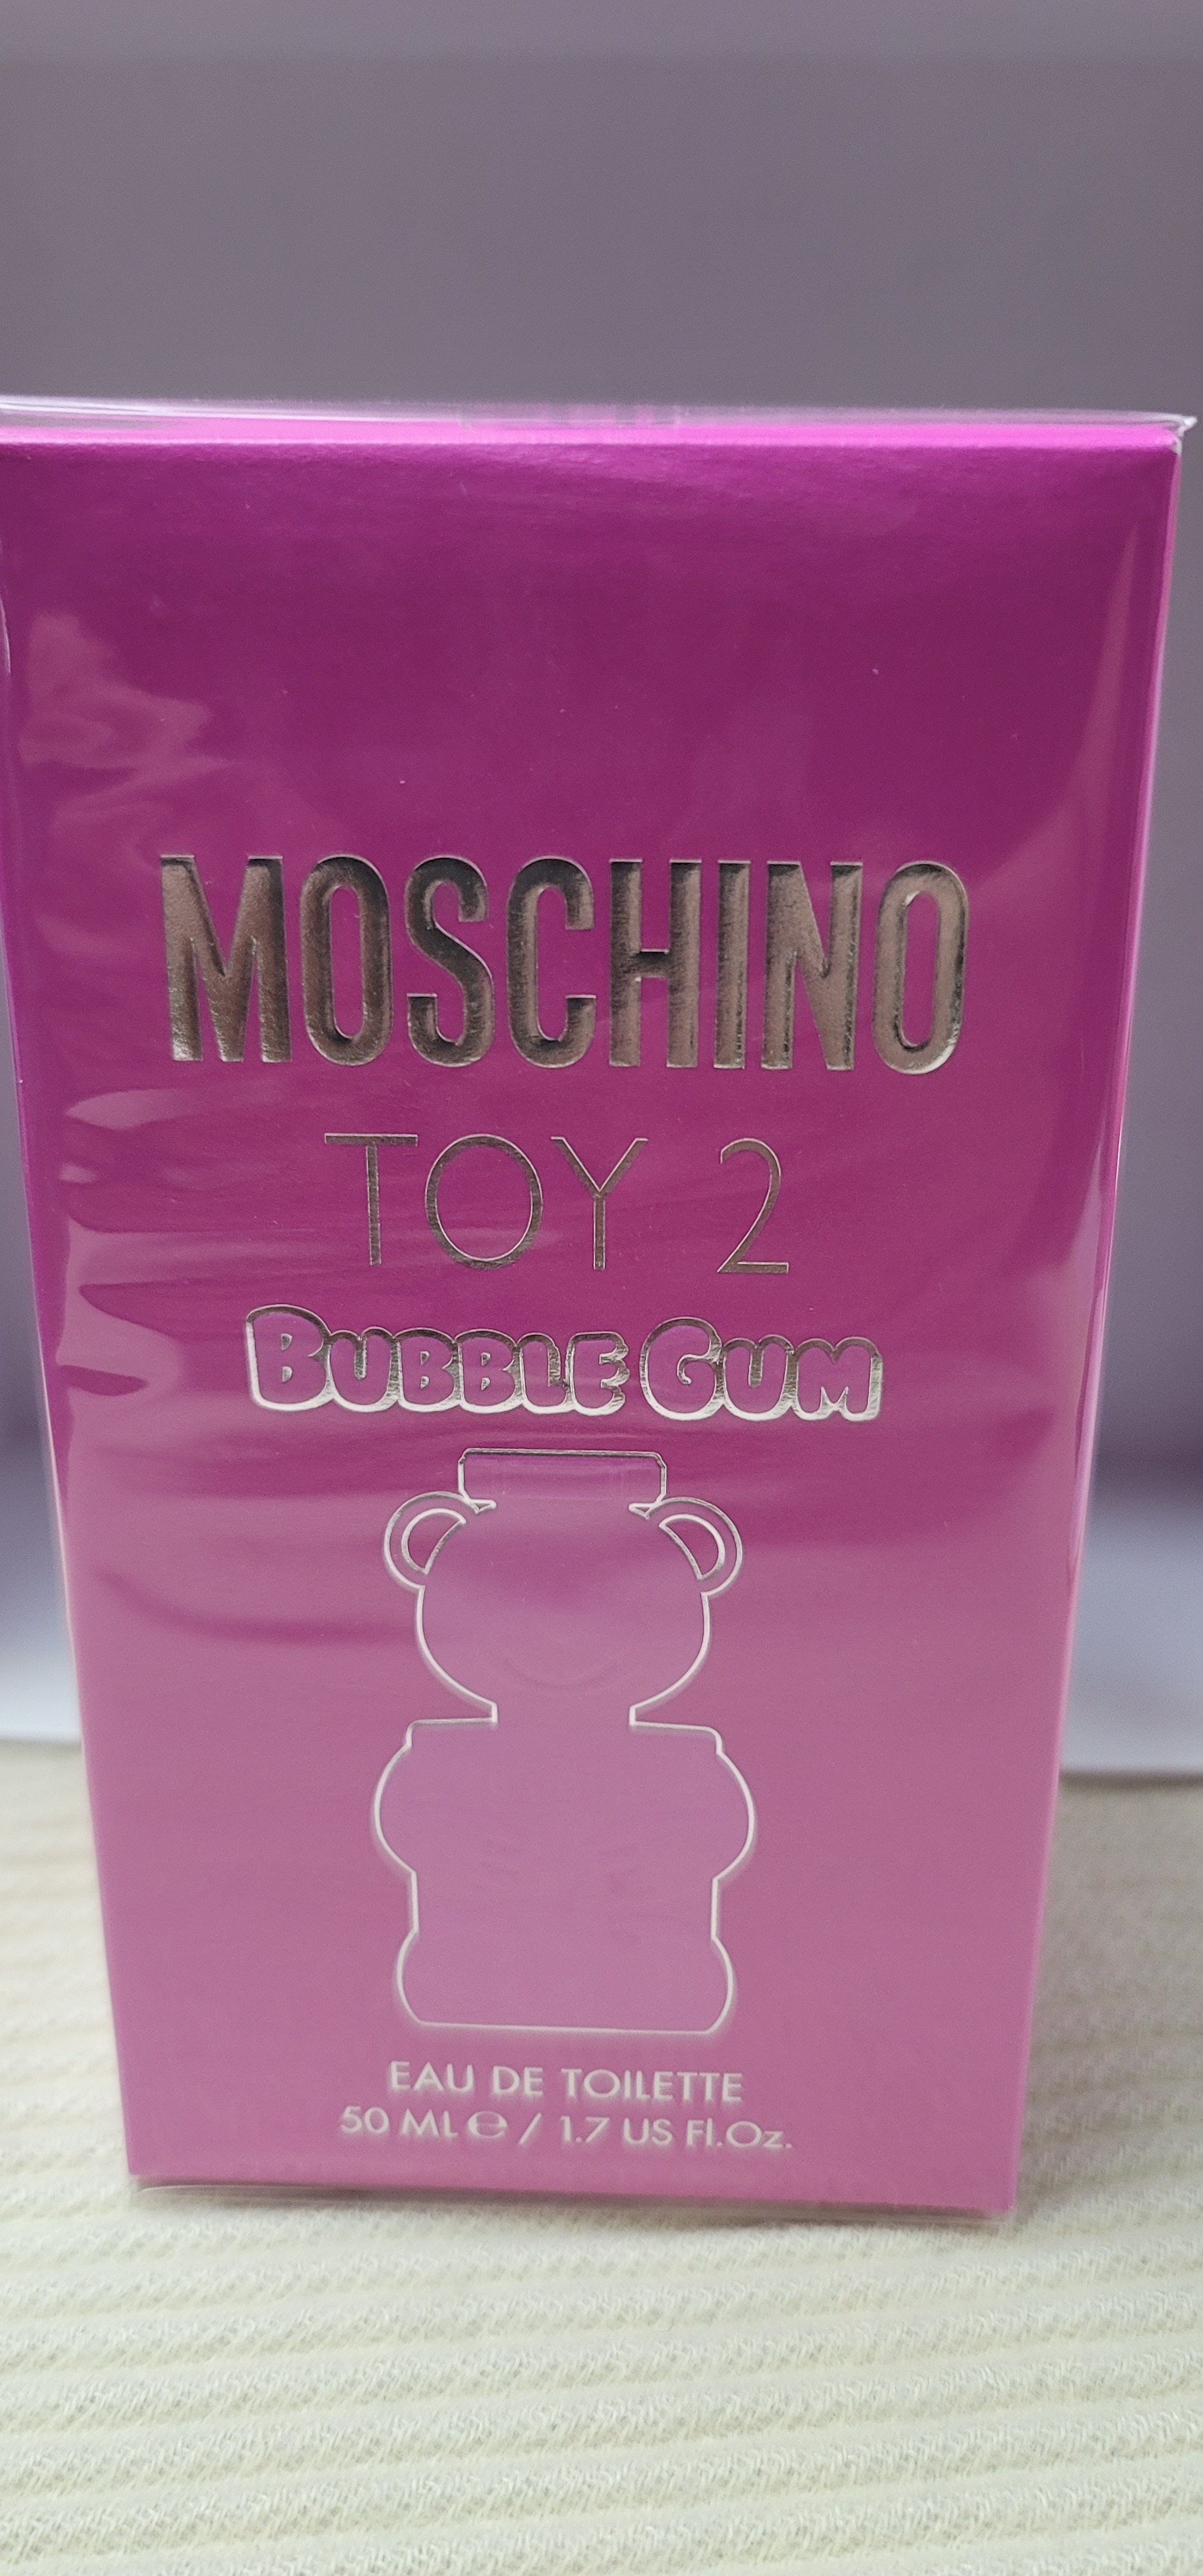 MOSCHINO
TOY 2
BUBBLE GUM
EAU DE TOILETTE
50 ML ℮ / 1.7 US Fl.Oz.